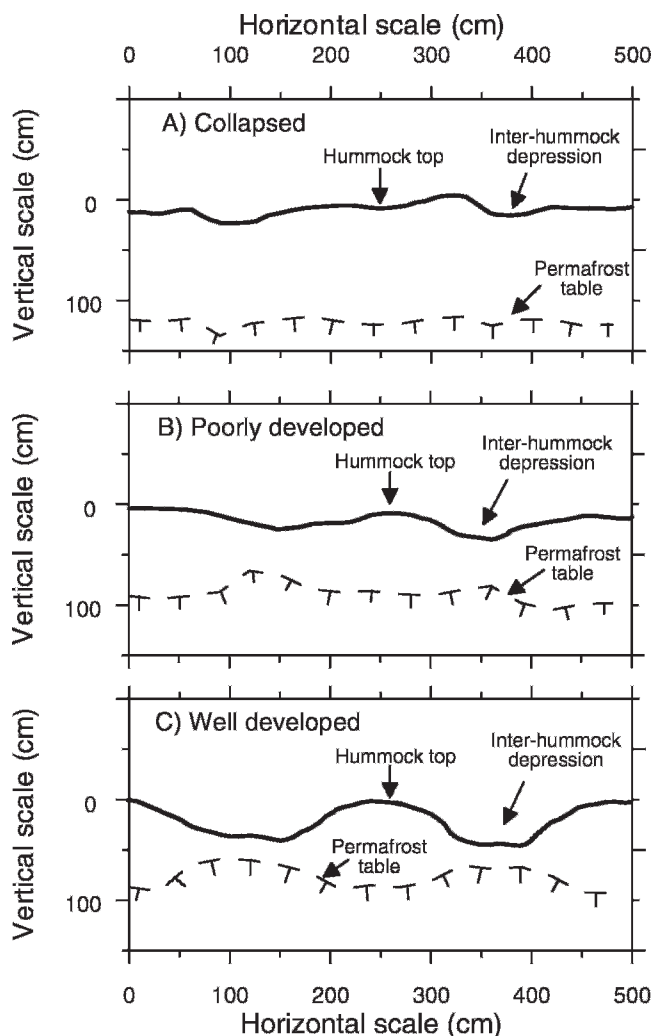 Horizontal scale (cm)
0 100 200 300 400 500
A) Collapsed
Hummock top
Inter-hummock
depression
Permafrost
table
Vertical scale (cm)
0
100
B) Poorly developed
Hummock top
Inter-hummock
depression
Permafrost
table
Vertical scale (cm)
0
100
C) Well developed
Hummock top
Inter-hummock
depression
Permafrost
table
Vertical scale (cm)
0
100
0 100 200 300 400 500
Horizontal scale (cm)